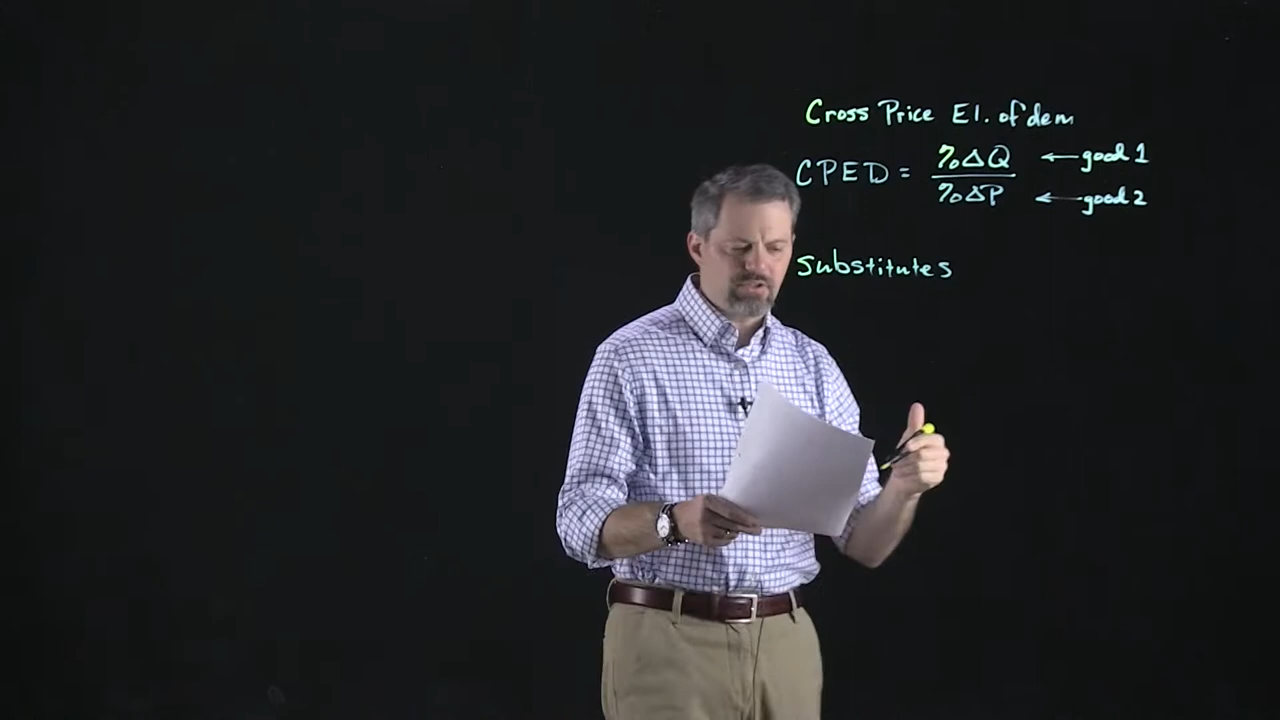 Cross Price El. of dem
CPED = %ΔQ ← good 1
%ΔP ← good 2
substitutes